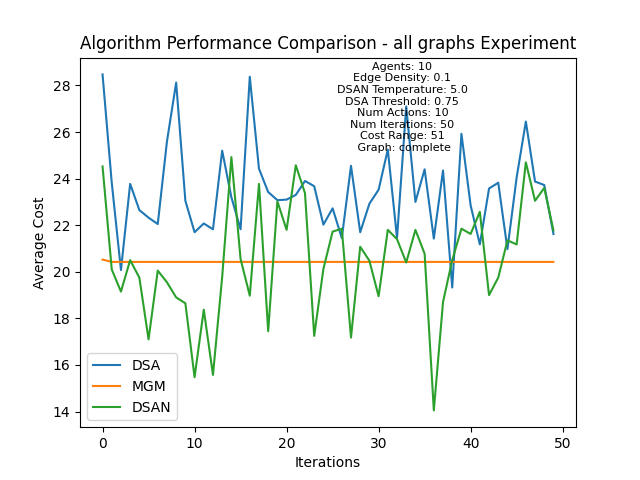 Algorithm Performance Comparison - all graphs Experiment
Agents: 10
Edge Density: 0.1
DSAN Temperature: 5.0
DSA Threshold: 0.75
Num Actions: 10
Num Iterations: 50
Cost Range: 51
Graph: complete
Average Cost
28
26
24
22
20
18
16
14
DSA
MGM
DSAN
0
10
20
30
40
50
Iterations